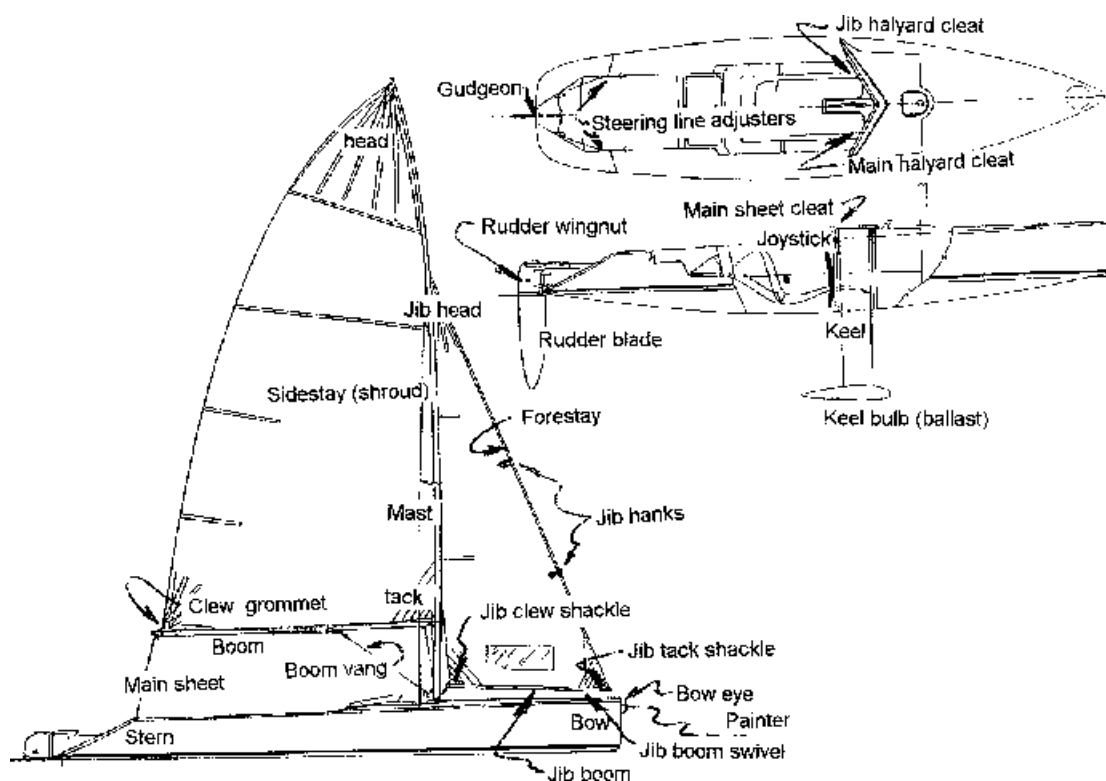 Jib halyard cleat
Gudgeon
Steering line adjusters
head
Main halyard cleat
Main sheet cleat
Rudder wingnut
Joystick
Jib head
Keel
Rudder blade
Sidestay (shroud)
Forestay
Keel bulb (ballast)
Mast
Jib hanks
Clew grommet
tack
Jib clew shackle
Boom
Jib tack shackle
Boom vang
Main sheet
Bow eye
Painter
Bow
Stern
Jib boom swivel
Jib boom